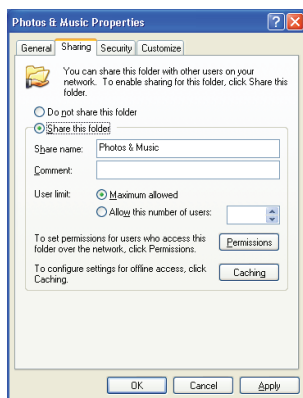 Photos & Music Properties
General Sharing Security Customize
You can share this folder with other users on your
network. To enable sharing for this folder, click Share this
folder.
Do not share this folder
Share this folder
Share name: Photos & Music
Comment:
User limit: Maximum allowed
Allow this number of users:
To set permissions for users who access this
folder over the network, click Permissions.
Permissions
To configure settings for offline access, click
Caching.
Caching
OK Cancel Apply